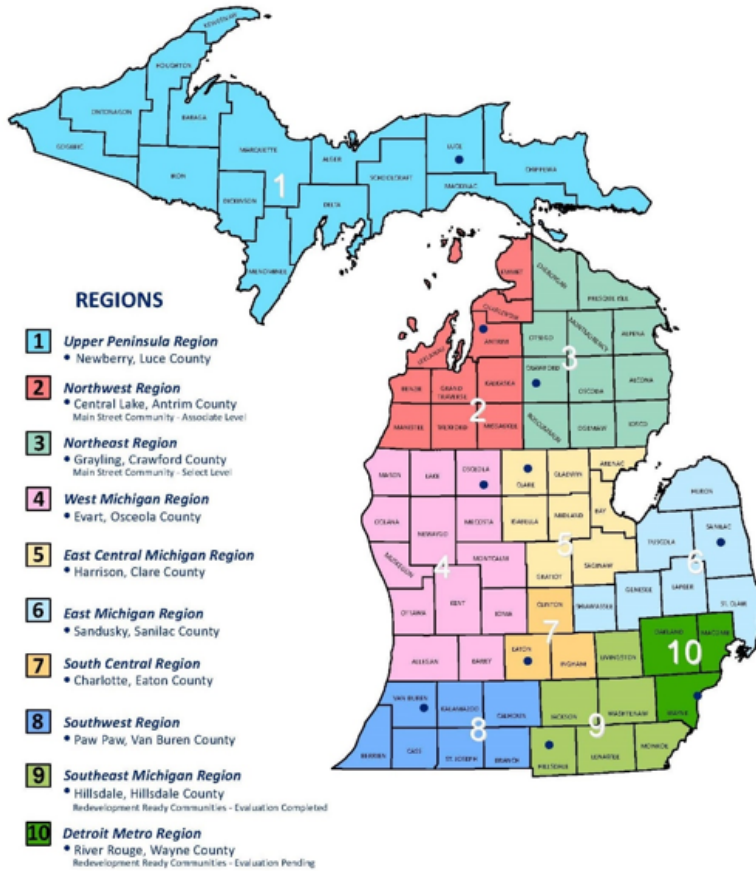 KEWEENAW
HOUGHTON
ONTONAGON
BARAGA
GOGEBIC
MARQUETTE
LUCE
ALGER
CHIPPEWA
IRON
SCHOOLCRAFT
1
MACKINAC
DICKINSON
DELTA
MENOMINEE
EMMET
CHEBOYGAN
PRESQUE ISLE
CHARLEVOIX
REGIONS
1 Upper Peninsula Region
• Newberry, Luce County
2 Northwest Region
• Central Lake, Antrim County
Main Street Community - Associate Level
3 Northeast Region
• Grayling, Crawford County
Main Street Community - Select Level
4 West Michigan Region
• Evart, Osceola County
5 East Central Michigan Region
• Harrison, Clare County
6 East Michigan Region
• Sandusky, Sanilac County
7 South Central Region
• Charlotte, Eaton County
8 Southwest Region
• Paw Paw, Van Buren County
9 Southeast Michigan Region
• Hillsdale, Hillsdale County
Redevelopment Ready Communities - Evaluation Completed
10 Detroit Metro Region
• River Rouge, Wayne County
Redevelopment Ready Communities - Evaluation Pending
ANTRIM
OTSEGO
ALPENA
LEELANAU
3
BENZIE
GRAND
TRAVERSE
KALKASKA
CRAWFORD
OSCODA
ALCONA
2
MANISTEE
WEXFORD
MISSAUKEE
ROSCOMMON
OGEMAW
IOSCO
MASON
LAKE
OSCEOLA
CLARE
GLADWIN
ARENAC
HURON
OCEANA
NEWAYGO
MECOSTA
ISABELLA
MIDLAND
BAY
TUSCOLA
SANILAC
5
6
MUSKEGON
4
MONTCALM
GRATIOT
SAGINAW
GENESEE
LAPEER
ST. CLAIR
OTTAWA
KENT
IONIA
CLINTON
SHIAWASSEE
7
OAKLAND
MACOMB
10
ALLEGAN
BARRY
EATON
INGHAM
LIVINGSTON
VAN BUREN
KALAMAZOO
CALHOUN
JACKSON
WASHTENAW
WAYNE
8
9
BERRIEN
CASS
ST. JOSEPH
BRANCH
HILLSDALE
LENAWEE
MONROE